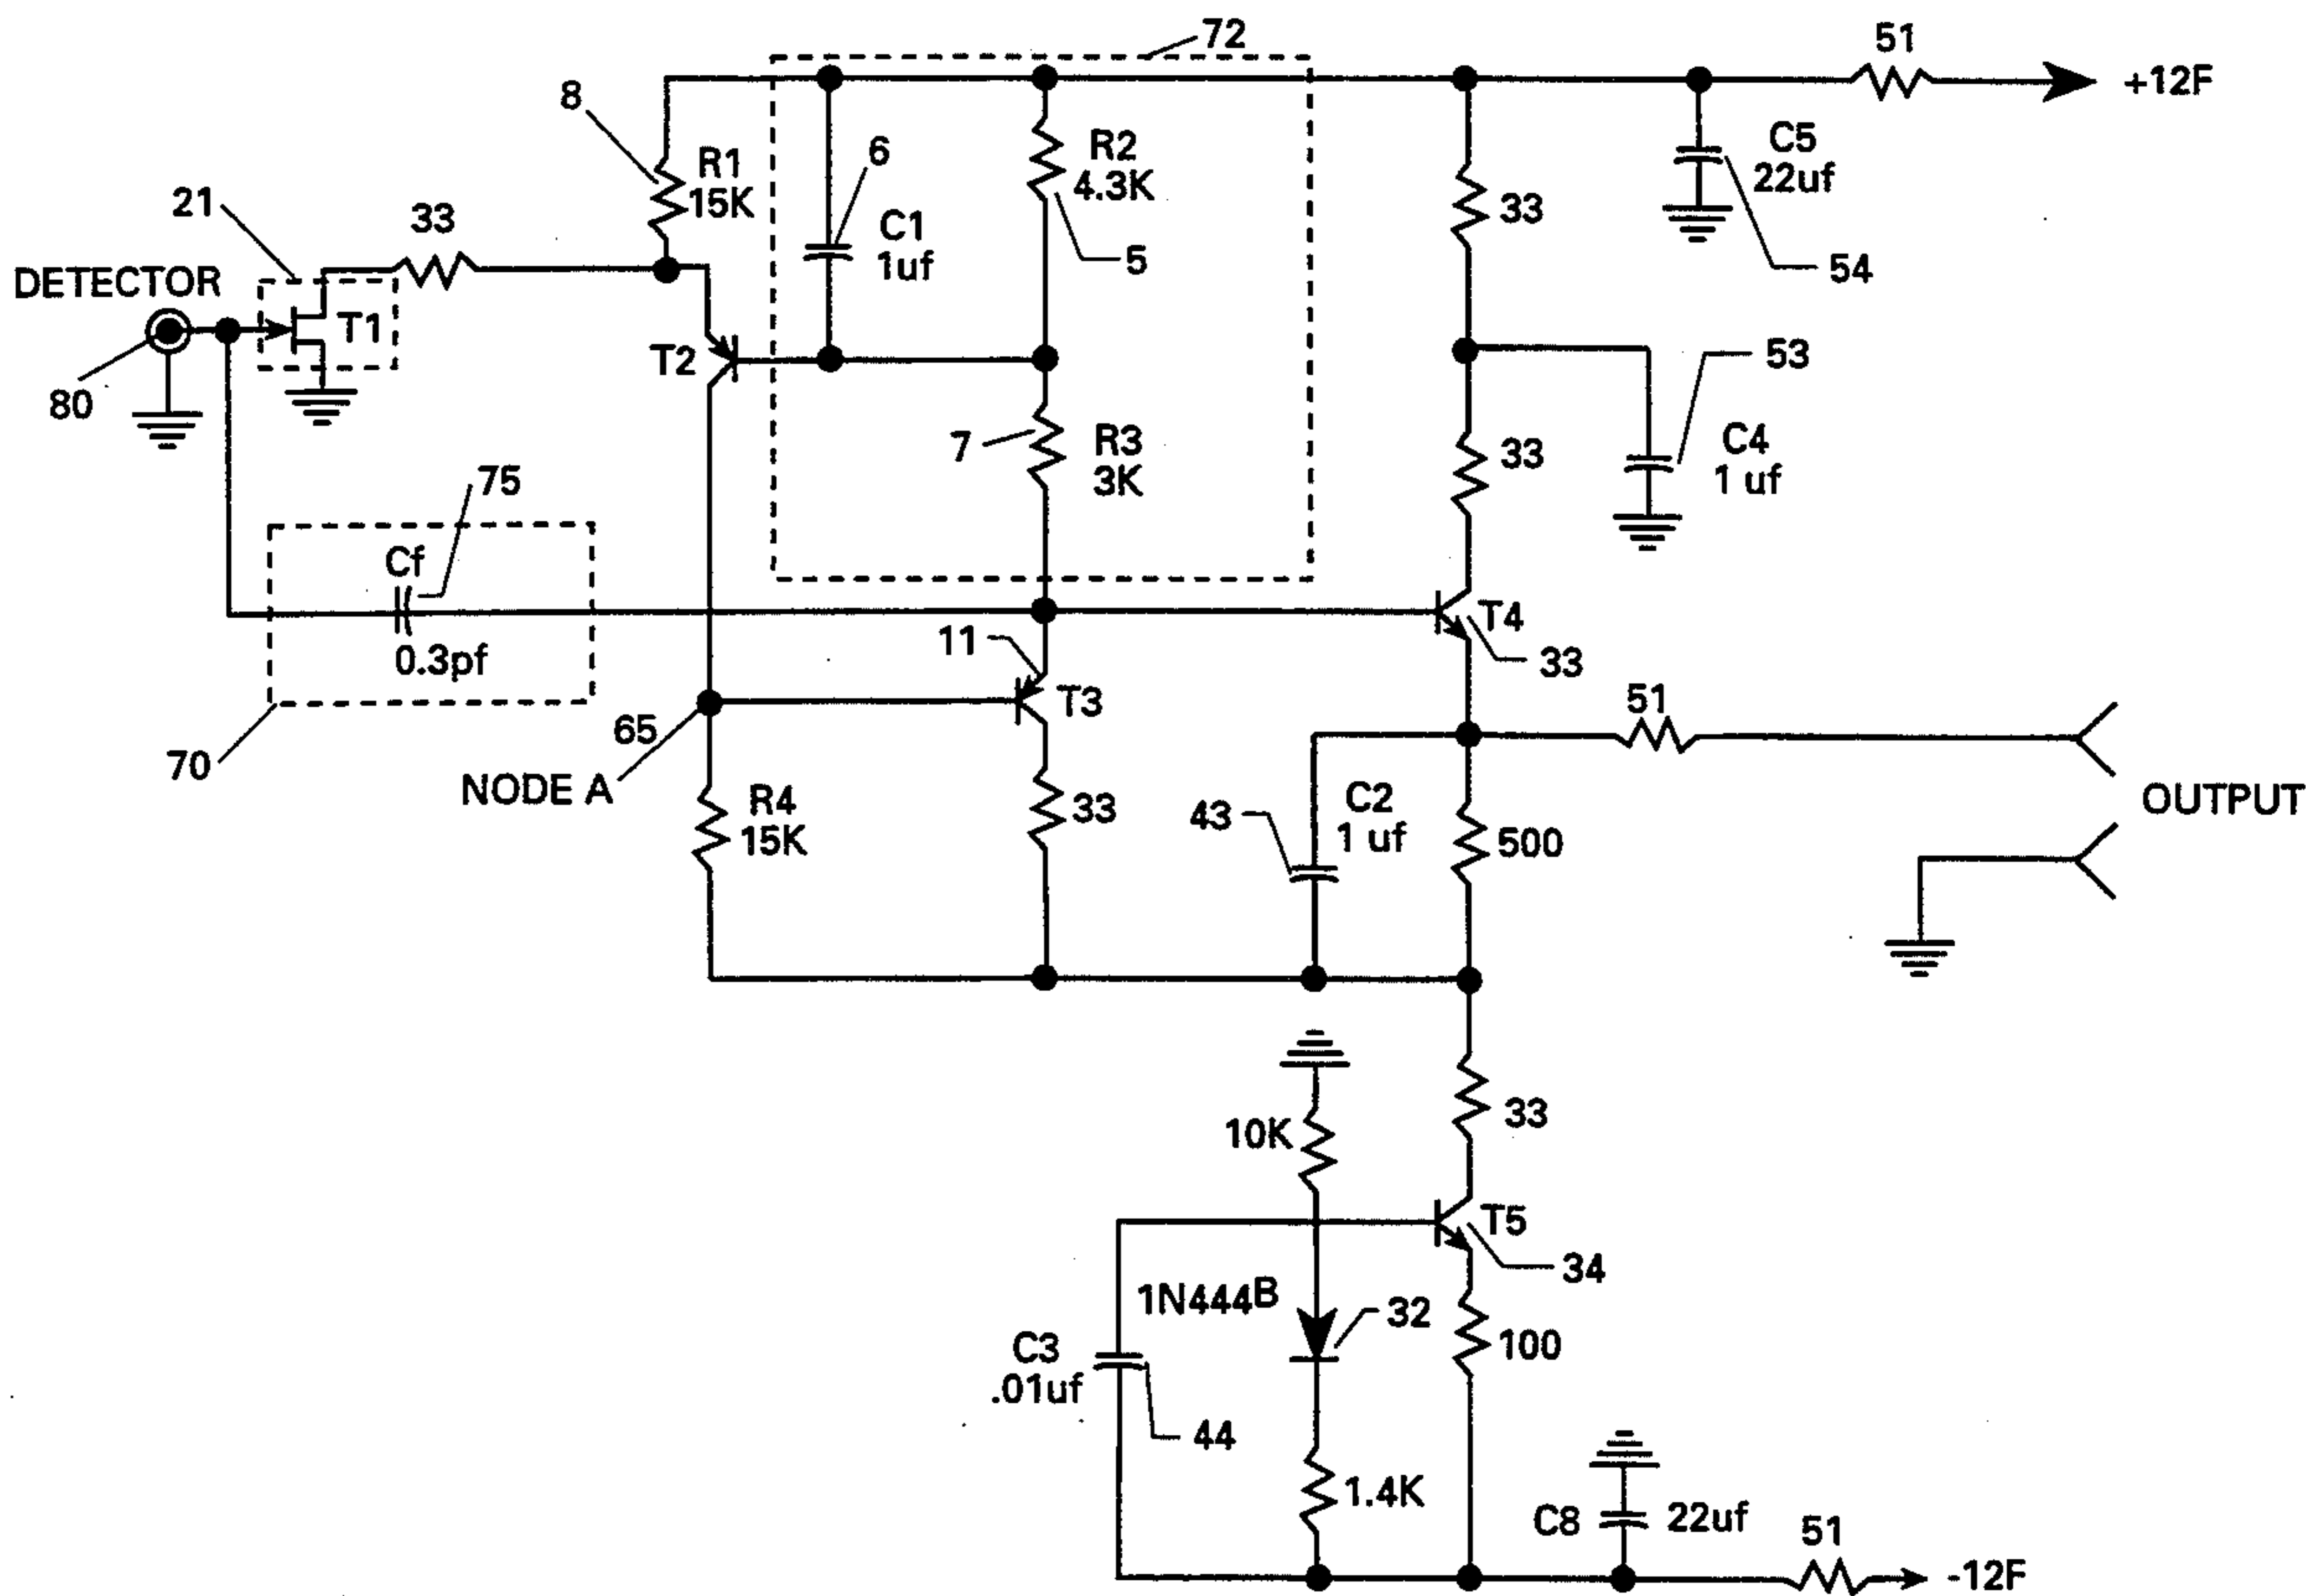 72
51
+12F
8
R1
15K
6
R2
4.3K
C5
22uf
21
33
C1
1uf
5
33
54
DETECTOR
T1
T2
53
80
7
R3
3K
33
C4
1 uf
75
Cf
0.3pf
11
T4
33
T3
65
51
70
NODE A
R4
15K
33
43
C2
1 uf
500
OUTPUT
10K
33
T5
34
1N444B
32
C3
.01uf
100
44
1.4K
C8
22uf
51
-12F